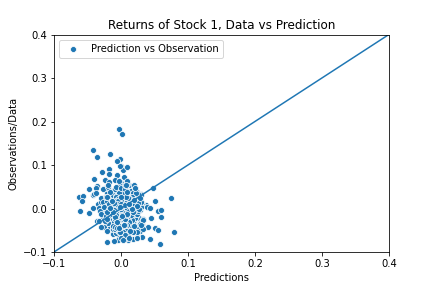 Returns of Stock 1, Data vs Prediction
Prediction vs Observation
Observations/Data
0.4
0.3
0.2
0.1
0.0
−0.1
−0.1 0.0 0.1 0.2 0.3 0.4
Predictions